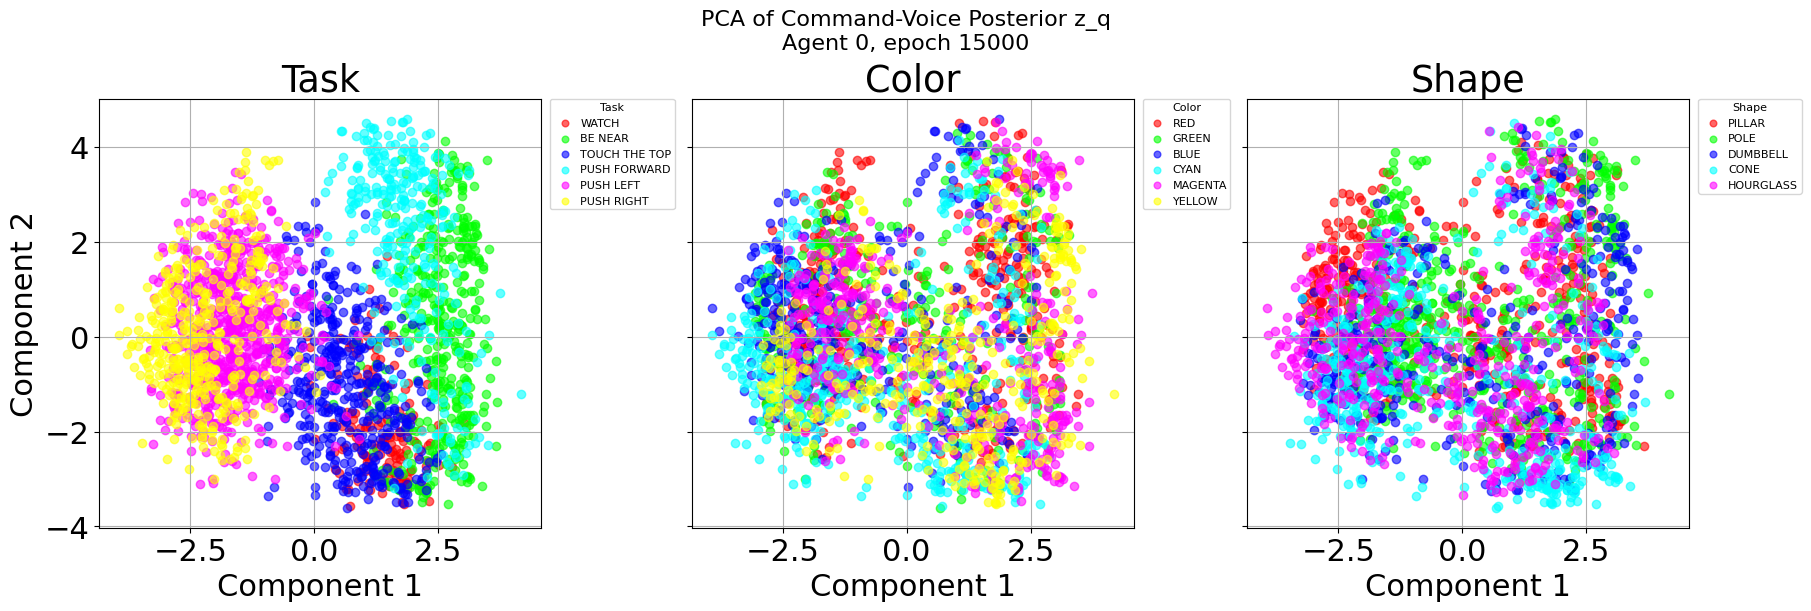 PCA of Command-Voice Posterior z_q
Agent 0, epoch 15000
Task
Component 2
4
2
0
−2
−4
−2.5 0.0 2.5
Component 1
Task
WATCH
BE NEAR
TOUCH THE TOP
PUSH FORWARD
PUSH LEFT
PUSH RIGHT
Color
−2.5 0.0 2.5
Component 1
Color
RED
GREEN
BLUE
CYAN
MAGENTA
YELLOW
Shape
−2.5 0.0 2.5
Component 1
Shape
PILLAR
POLE
DUMBBELL
CONE
HOURGLASS